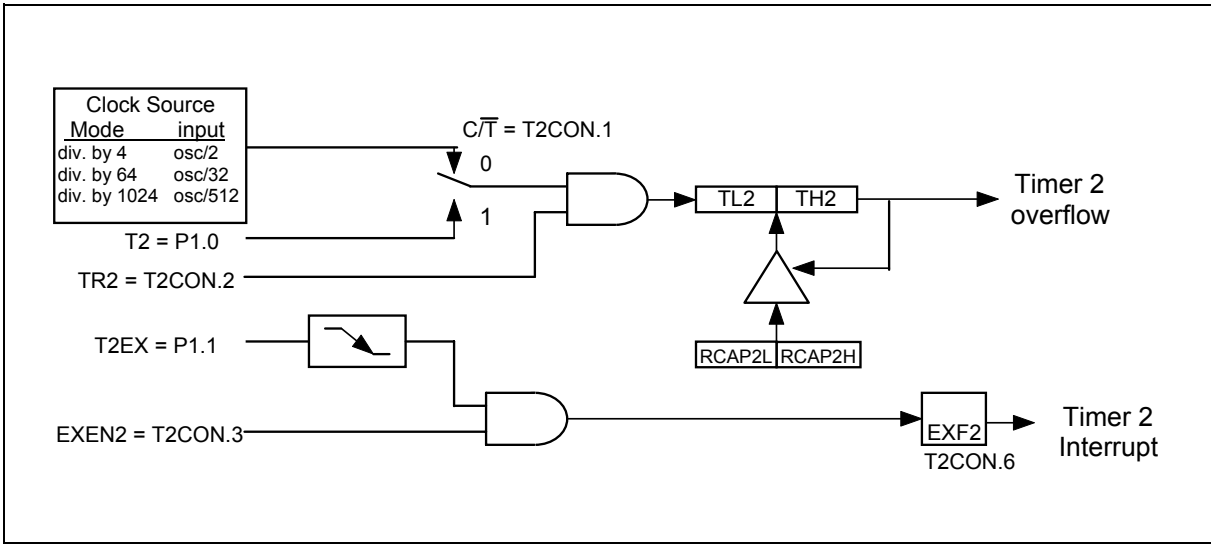 Clock Source
Mode input
div. by 4 osc/2
div. by 64 osc/32
div. by 1024 osc/512
C/T̅ = T2CON.1
0
1
T2 = P1.0
TR2 = T2CON.2
TL2 TH2
Timer 2
overflow
T2EX = P1.1
RCAP2L RCAP2H
EXEN2 = T2CON.3
EXF2
T2CON.6
Timer 2
Interrupt